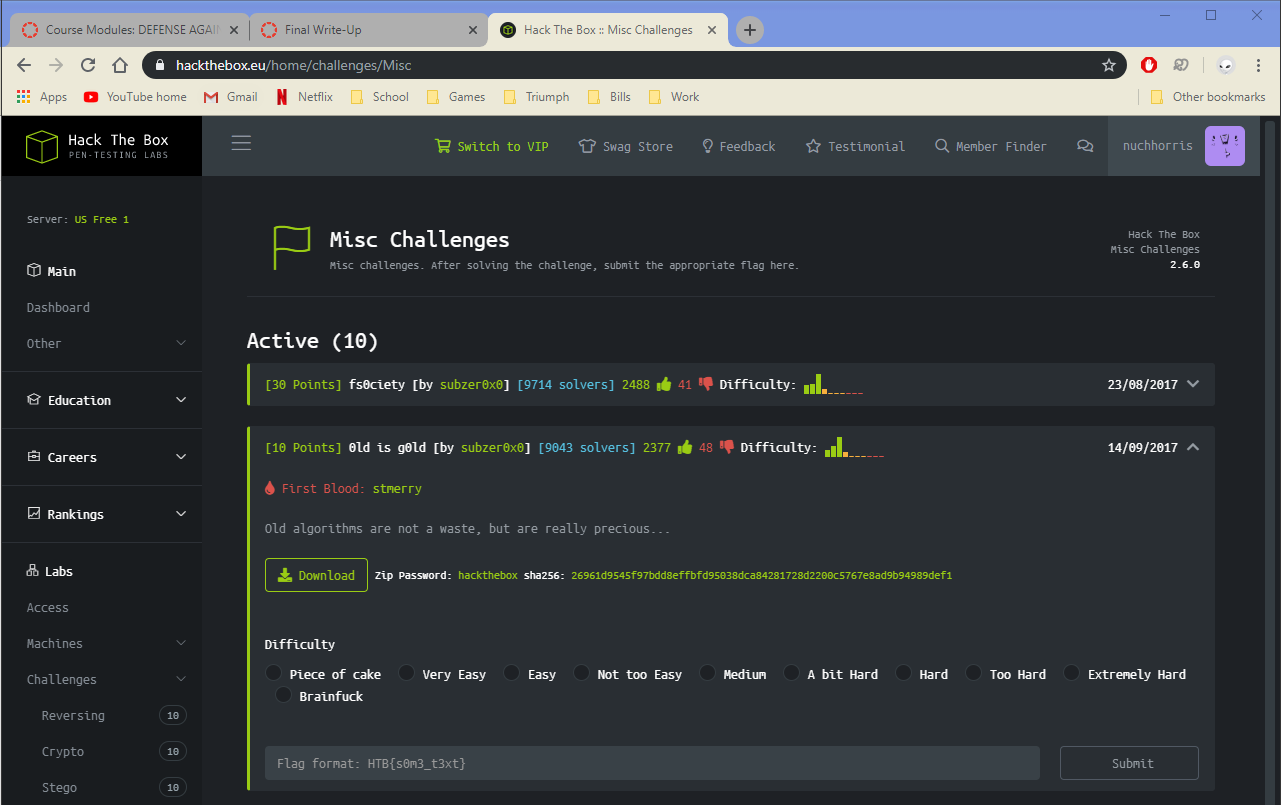 Course Modules: DEFENSE AGAI
Final Write-Up
Hack The Box :: Misc Challenges
hackthebox.eu/home/challenges/Misc
Apps YouTube home Gmail Netflix School Games Triumph Bills Work Other bookmarks
Hack The Box
PEN-TESTING LABS
Switch to VIP Swag Store Feedback Testimonial Member Finder nuchhorris
Server: US Free 1
Main
Dashboard
Other
Education
Careers
Rankings
Labs
Access
Machines
Challenges
Reversing 10
Crypto 10
Stego 10
Misc Challenges
Misc challenges. After solving the challenge, submit the appropriate flag here.
Hack The Box
Misc Challenges
2.6.0
Active (10)
[30 Points] fs0ciety [by subzer0x0] [9714 solvers] 2488 41 Difficulty: 23/08/2017
[10 Points] 0ld is g0ld [by subzer0x0] [9043 solvers] 2377 48 Difficulty: 14/09/2017
First Blood: stmerry
Old algorithms are not a waste, but are really precious...
Download Zip Password: hackthebox sha256: 26961d9545f97bdd8effbfd95038dca84281728d2200c5767e8ad9b94989def1
Difficulty
Piece of cake Very Easy Easy Not too Easy Medium A bit Hard Hard Too Hard Extremely Hard
Brainfuck
Flag format: HTB{s0m3_t3xt} Submit